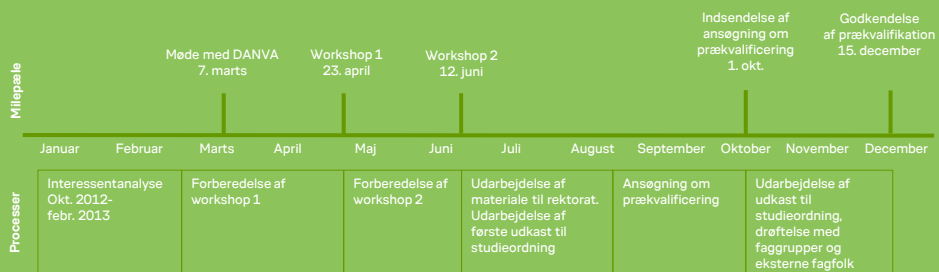 Milepæle
Møde med DANVA
7. marts
Workshop 1
23. april
Workshop 2
12. juni
Indsendelse af
ansøgning om
prækvalificering
1. okt.
Godkendelse
af prækvalifikation
15. december
Januar Februar Marts April Maj Juni Juli August September Oktober November December
Processer
Interessentanalyse
Okt. 2012-
febr. 2013
Forberedelse af
workshop 1
Forberedelse af
workshop 2
Udarbejdelse af
materiale til rektorat.
Udarbejdelse af
første udkast til
studieordning
Ansøgning om
prækvalificering
Udarbejdelse af
udkast til
studieordning,
drøftelse med
faggrupper og
eksterne fagfolk